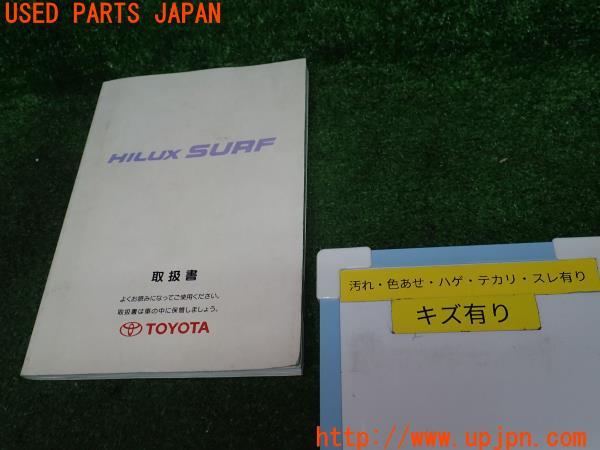 USED PARTS JAPAN
HILUX SURF
取扱書
よくお読みになってご使用ください。
取扱書は車の中に保管しましょう。
TOYOTA
汚れ・色あせ・ハゲ・テカリ・スレ有り
キズ有り
http://www.upjpn.com/